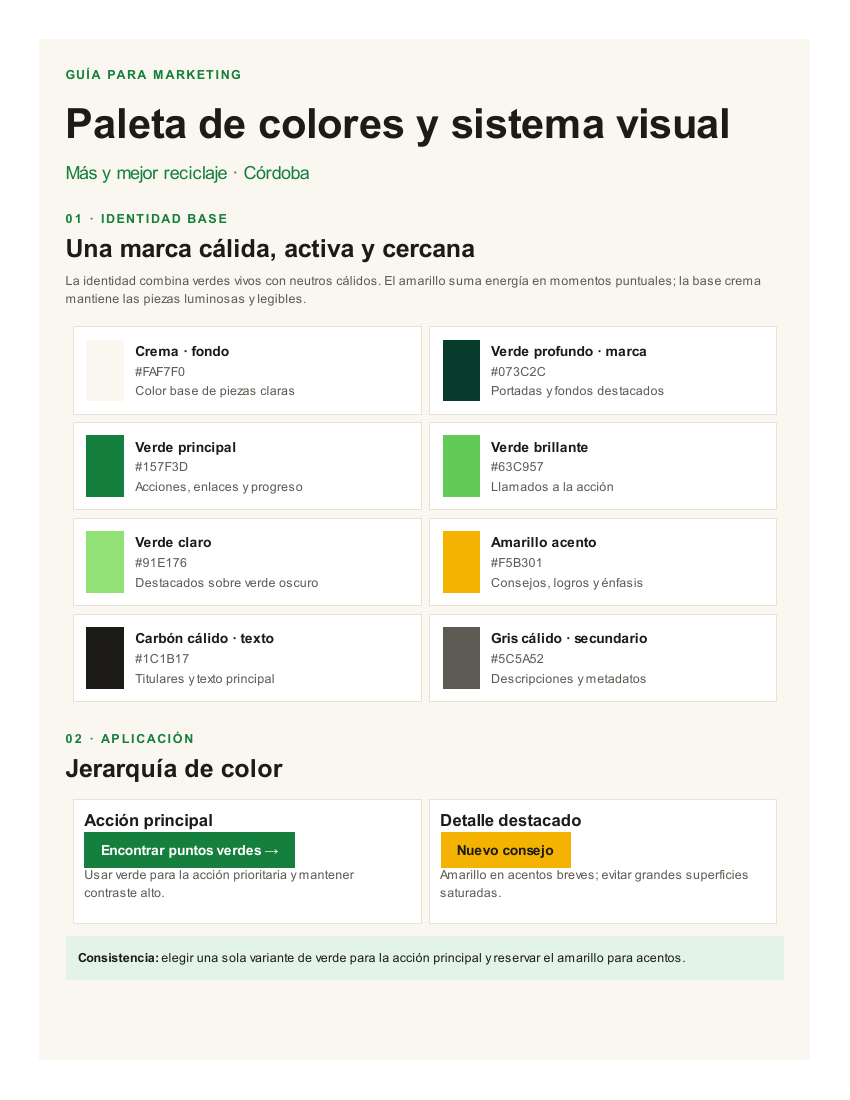 GUÍA PARA MARKETING
Paleta de colores y sistema visual
Más y mejor reciclaje · Córdoba
01 · IDENTIDAD BASE
Una marca cálida, activa y cercana
La identidad combina verdes vivos con neutros cálidos. El amarillo suma energía en momentos puntuales; la base crema
mantiene las piezas luminosas y legibles.
Crema · fondo
#FAF7F0
Color base de piezas claras
Verde profundo · marca
#073C2C
Portadas y fondos destacados
Verde principal
#157F3D
Acciones, enlaces y progreso
Verde brillante
#63C957
Llamados a la acción
Verde claro
#91E176
Destacados sobre verde oscuro
Amarillo acento
#F5B301
Consejos, logros y énfasis
Carbón cálido · texto
#1C1B17
Titulares y texto principal
Gris cálido · secundario
#5C5A52
Descripciones y metadatos
02 · APLICACIÓN
Jerarquía de color
Acción principal
Encontrar puntos verdes →
Usar verde para la acción prioritaria y mantener
contraste alto.
Detalle destacado
Nuevo consejo
Amarillo en acentos breves; evitar grandes superficies
saturadas.
Consistencia: elegir una sola variante de verde para la acción principal y reservar el amarillo para acentos.